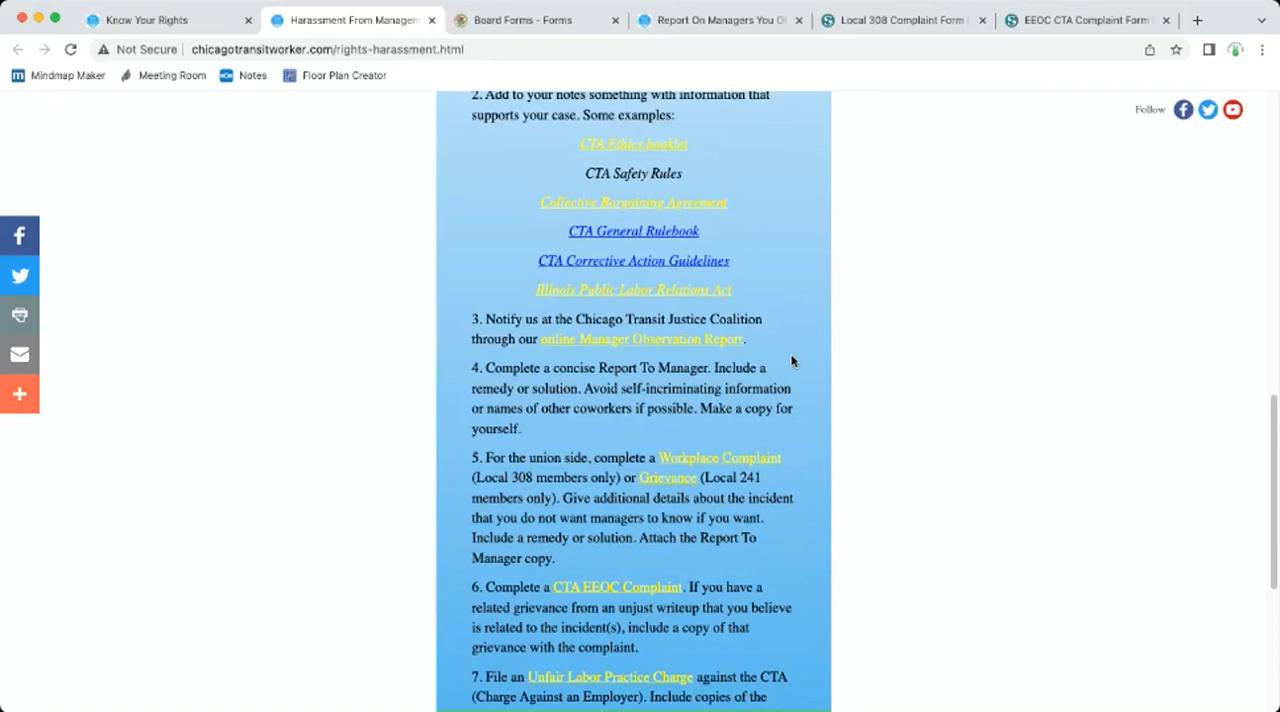 Know Your Rights
Harassment From Managem
Board Forms - Forms
Report On Managers You O
Local 308 Complaint Form
EEOC CTA Complaint Form
Not Secure | chicagotransitworker.com/rights-harassment.html
Mindmap Maker
Meeting Room
Notes
Floor Plan Creator
Follow
2. Add to your notes something with information that
supports your case. Some examples:
CTA Ethics booklet
CTA Safety Rules
Collective Bargaining Agreement
CTA General Rulebook
CTA Corrective Action Guidelines
Illinois Public Labor Relations Act
3. Notify us at the Chicago Transit Justice Coalition
through our online Manager Observation Report.
4. Complete a concise Report To Manager. Include a
remedy or solution. Avoid self-incriminating information
or names of other coworkers if possible. Make a copy for
yourself.
5. For the union side, complete a Workplace Complaint
(Local 308 members only) or Grievance (Local 241
members only). Give additional details about the incident
that you do not want managers to know if you want.
Include a remedy or solution. Attach the Report To
Manager copy.
6. Complete a CTA EEOC Complaint. If you have a
related grievance from an unjust writeup that you believe
is related to the incident(s), include a copy of that
grievance with the complaint.
7. File an Unfair Labor Practice Charge against the CTA
(Charge Against an Employer). Include copies of the